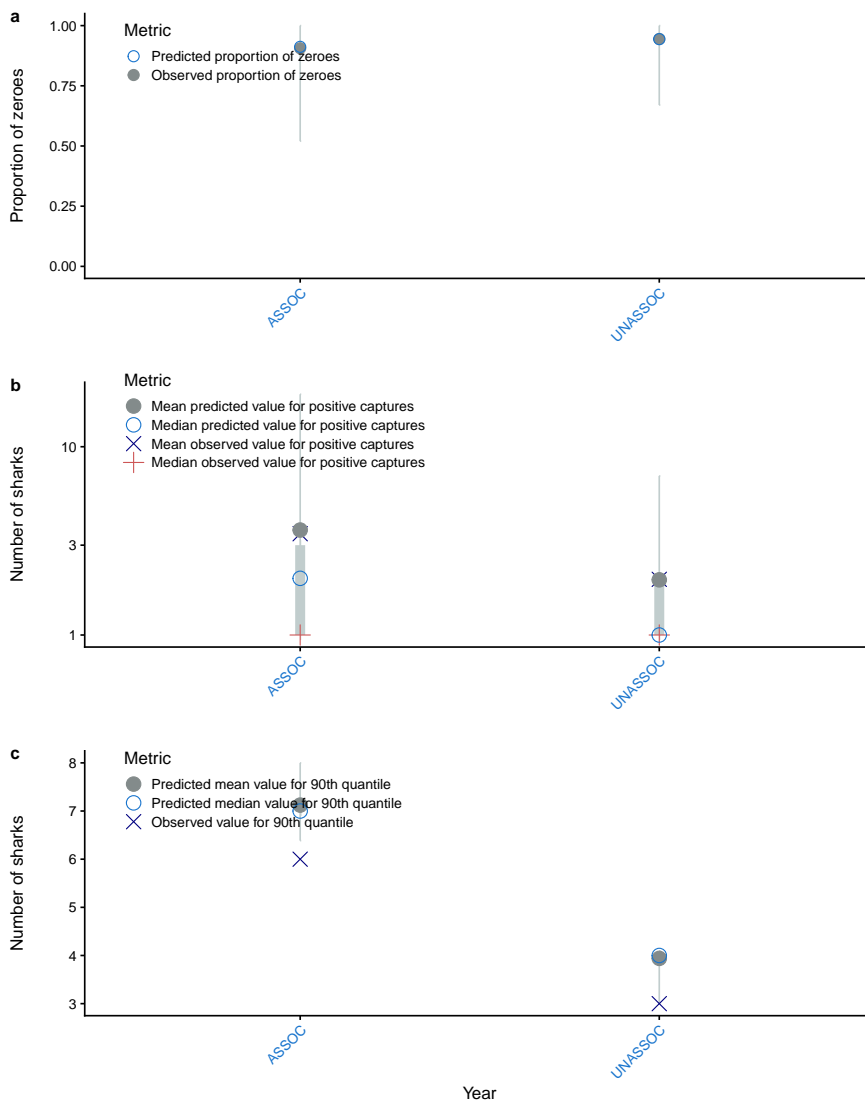 a
Proportion of zeroes
1.00
0.75
0.50
0.25
0.00
Metric
Predicted proportion of zeroes
Observed proportion of zeroes
ASSOC
UNASSOC
b
Number of sharks
10
3
1
Metric
Mean predicted value for positive captures
Median predicted value for positive captures
Mean observed value for positive captures
Median observed value for positive captures
ASSOC
UNASSOC
c
Number of sharks
8
7
6
5
4
3
Metric
Predicted mean value for 90th quantile
Predicted median value for 90th quantile
Observed value for 90th quantile
ASSOC
UNASSOC
Year